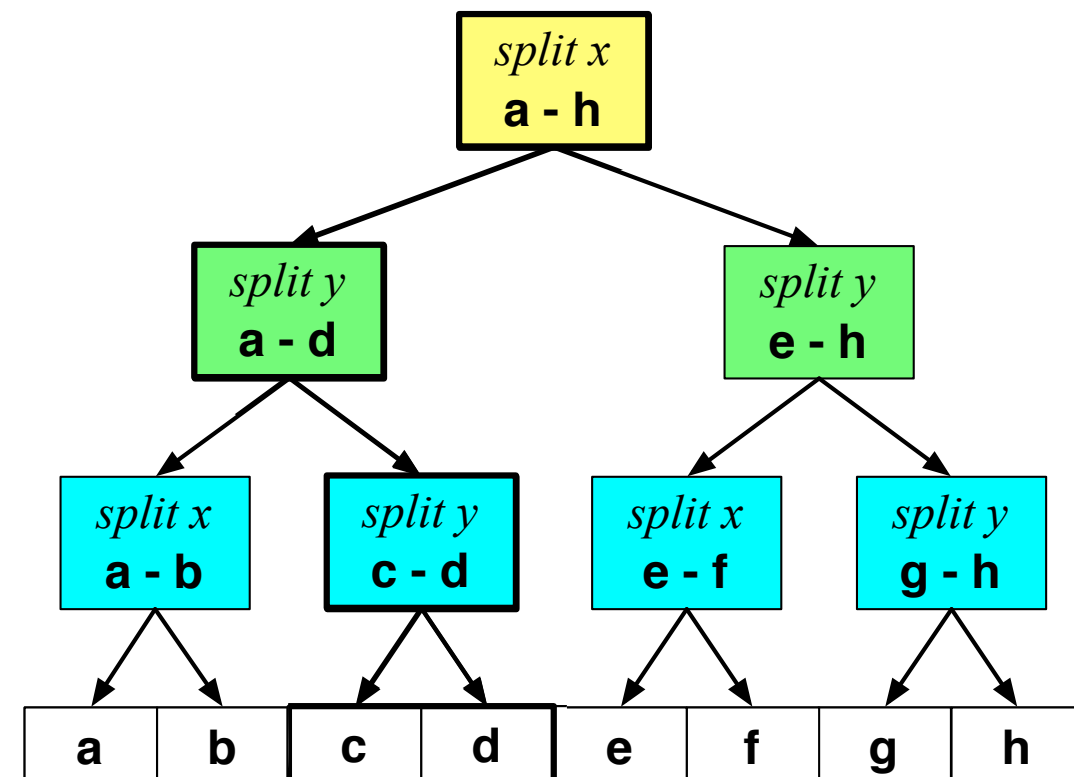 split x
a - h
split y
a - d
split y
e - h
split x
a - b
split y
c - d
split x
e - f
split y
g - h
a b c d e f g h